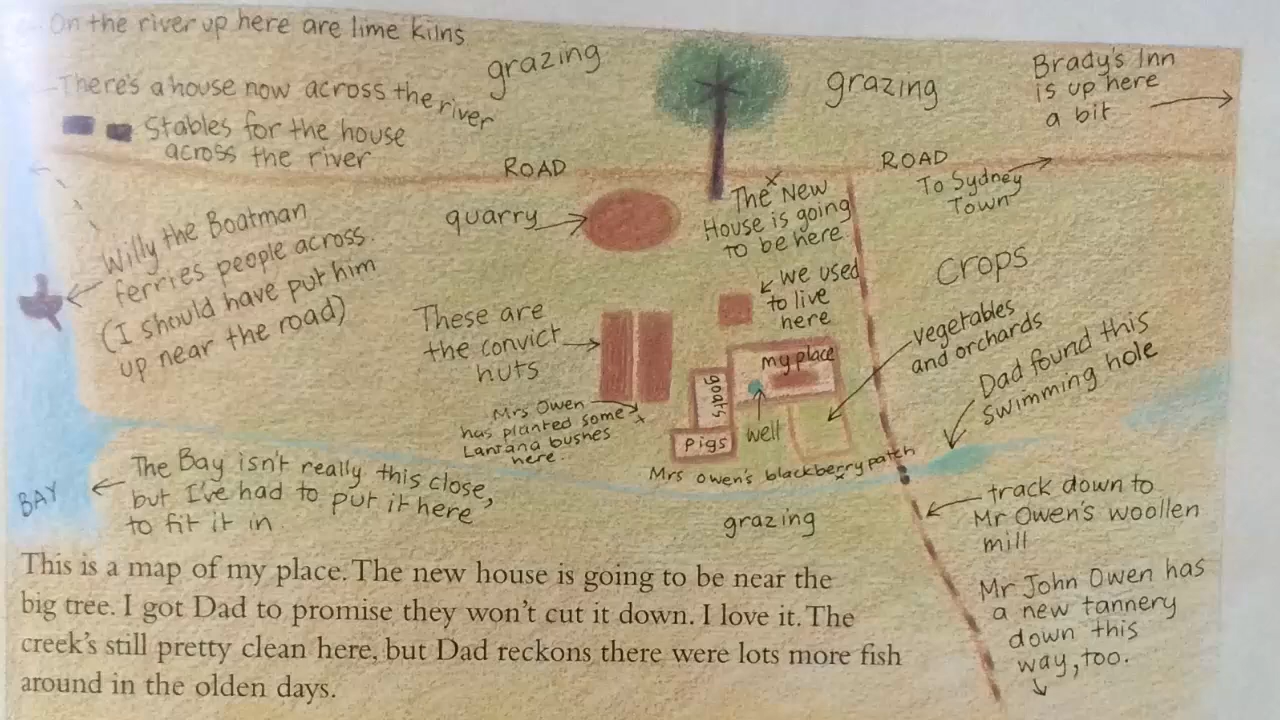 On the river up here are lime kilns
grazing
There's a house now across the river
Stables for the house
across the river
grazing
Brady's Inn
is up here
a bit
ROAD
ROAD
To Sydney
Town
quarry
The New
House is going
to be here
Willy the Boatman
ferries people across.
(I should have put him
up near the road)
we used
to live
here
Crops
These are
the convict
huts
vegetables
and orchards
Dad found this
swimming hole
my place
goats
well
Pigs
Mrs Owen
has planted some
Lantana bushes
here
Mrs Owen's blackberry patch
BAY
The Bay isn't really this close,
but I've had to put it here
to fit it in
grazing
track down to
Mr Owen's woollen
mill
Mr John Owen has
a new tannery
down this
way, too.
This is a map of my place. The new house is going to be near the
big tree. I got Dad to promise they won't cut it down. I love it. The
creek's still pretty clean here, but Dad reckons there were lots more fish
around in the olden days.